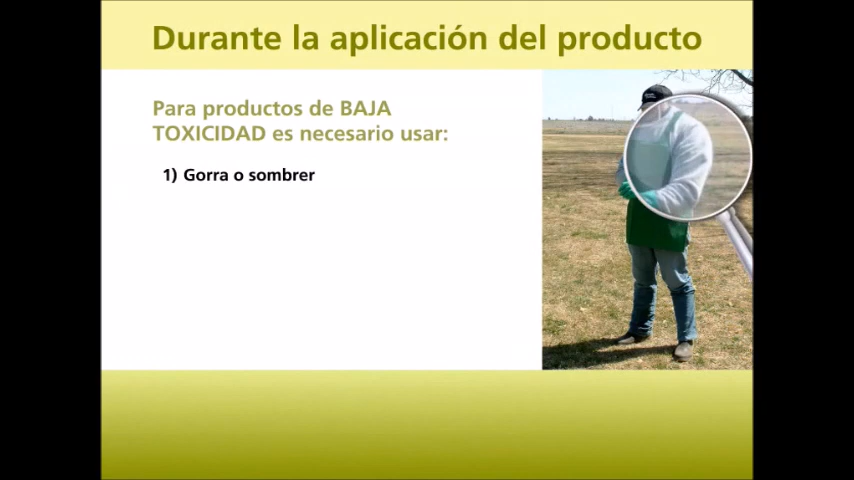 Durante la aplicación del producto
Para productos de BAJA
TOXICIDAD es necesario usar:
1) Gorra o sombrer